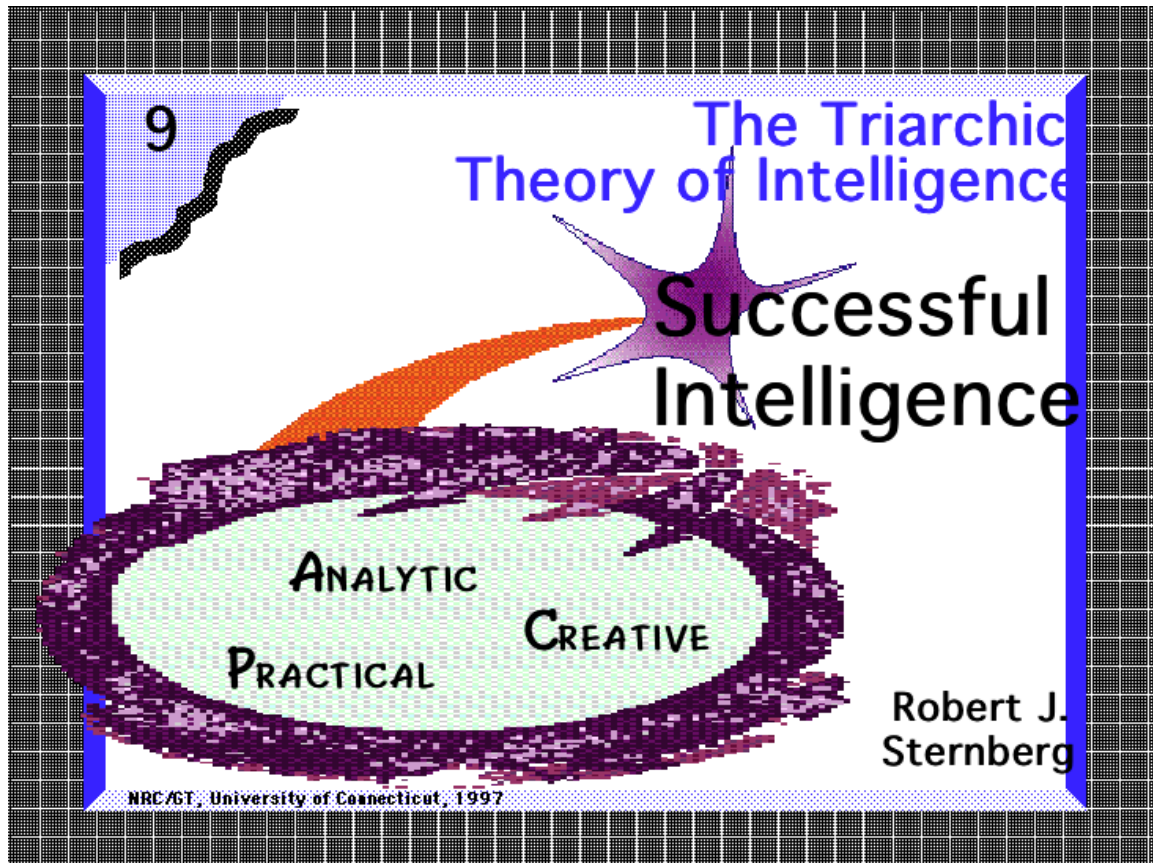 9
The Triarchic
Theory of Intelligence
Successful
Intelligence
ANALYTIC
CREATIVE
PRACTICAL
Robert J.
Sternberg
NRC/GT, University of Connecticut, 1997